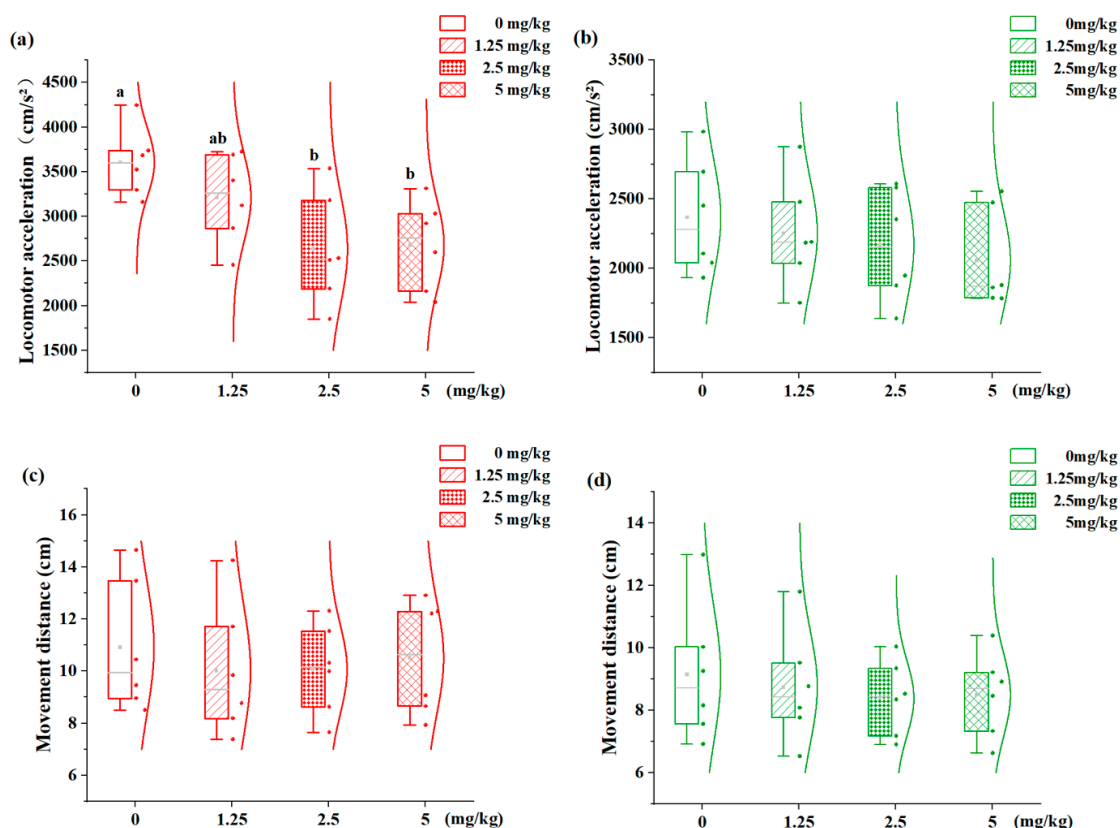 (a)
0 mg/kg
1.25 mg/kg
2.5 mg/kg
5 mg/kg
Locomotor acceleration（cm/s²）
4500
4000
3500
3000
2500
2000
1500
a
ab
b
b
0
1.25
2.5
5
(mg/kg)
(b)
0mg/kg
1.25mg/kg
2.5mg/kg
5mg/kg
Locomotor acceleration (cm/s²)
3500
3000
2500
2000
1500
0
1.25
2.5
5
(mg/kg)
(c)
0 mg/kg
1.25 mg/kg
2.5 mg/kg
5 mg/kg
Movement distance (cm)
16
14
12
10
8
6
0
1.25
2.5
5
(mg/kg)
(d)
0mg/kg
1.25mg/kg
2.5mg/kg
5mg/kg
Movement distance (cm)
14
12
10
8
6
0
1.25
2.5
5
(mg/kg)